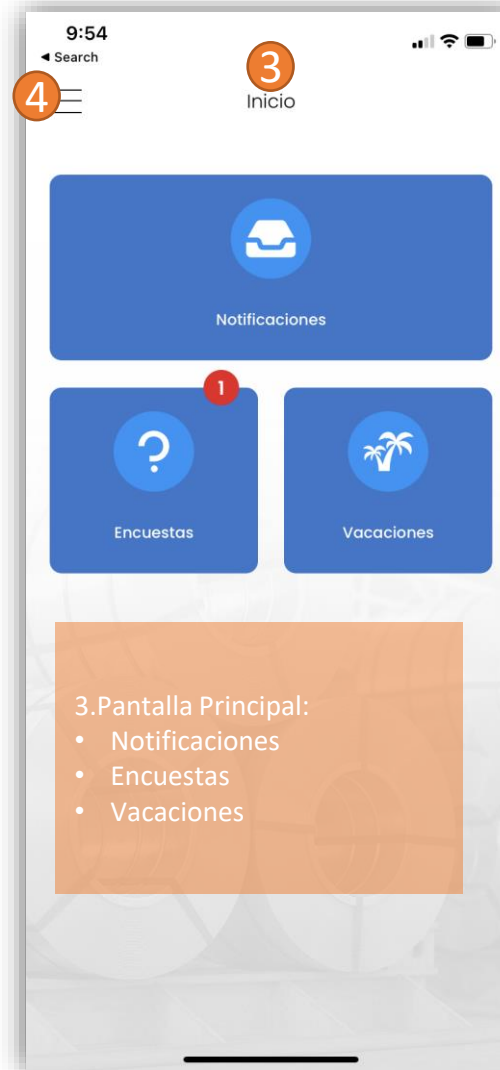 9:54
◄ Search
3
4
Inicio
Notificaciones
1
?
Encuestas
Vacaciones
3.Pantalla Principal:
• Notificaciones
• Encuestas
• Vacaciones